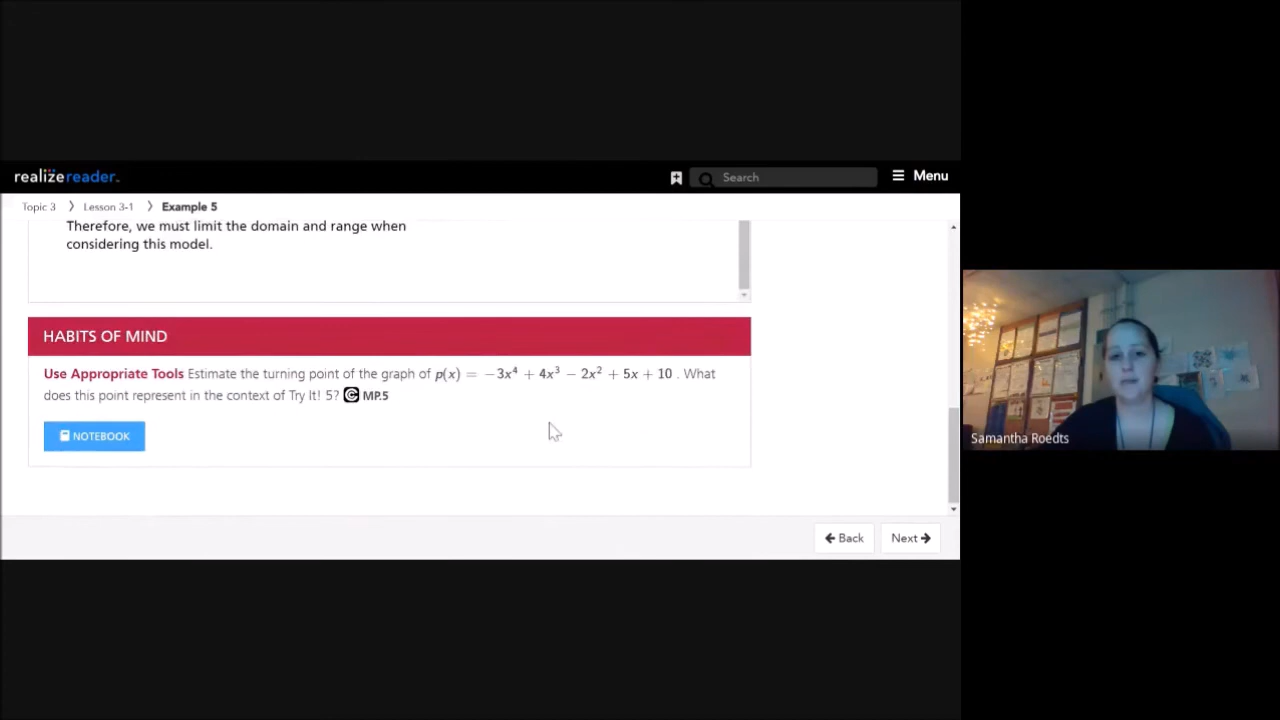 realizereader.
Search
Menu
Topic 3 Lesson 3-1 Example 5
Therefore, we must limit the domain and range when
considering this model.
HABITS OF MIND
Use Appropriate Tools Estimate the turning point of the graph of p(x) = −3x⁴ + 4x³ − 2x² + 5x + 10 . What
does this point represent in the context of Try It! 5? MP.5
NOTEBOOK
Samantha Roedts
Back Next